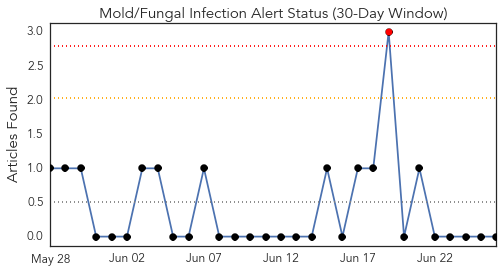 Mold/Fungal Infection Alert Status (30-Day Window)
Articles Found
3.0
2.5
2.0
1.5
1.0
0.5
0.0
May 28
Jun 02
Jun 07
Jun 12
Jun 17
Jun 22